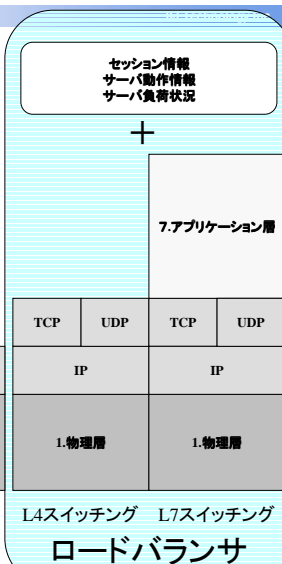 セッション情報
サーバ動作情報
サーバ負荷状況
＋
7.アプリケーション層
TCP UDP TCP UDP
IP IP
1.物理層 1.物理層
L4スイッチング L7スイッチング
ロードバランサ